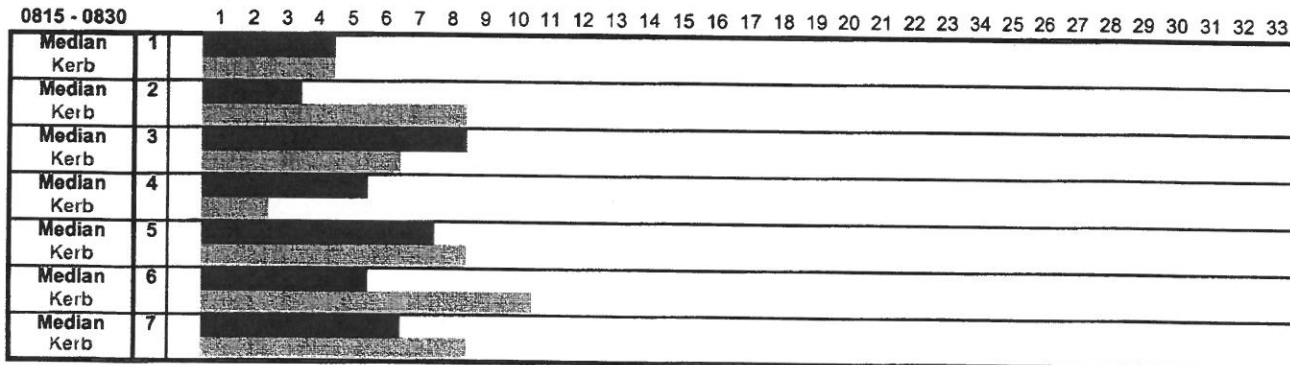 0815 - 0830 1 2 3 4 5 6 7 8 9 10 11 12 13 14 15 16 17 18 19 20 21 22 23 34 25 26 27 28 29 30 31 32 33
Median 1
Kerb
Median 2
Kerb
Median 3
Kerb
Median 4
Kerb
Median 5
Kerb
Median 6
Kerb
Median 7
Kerb